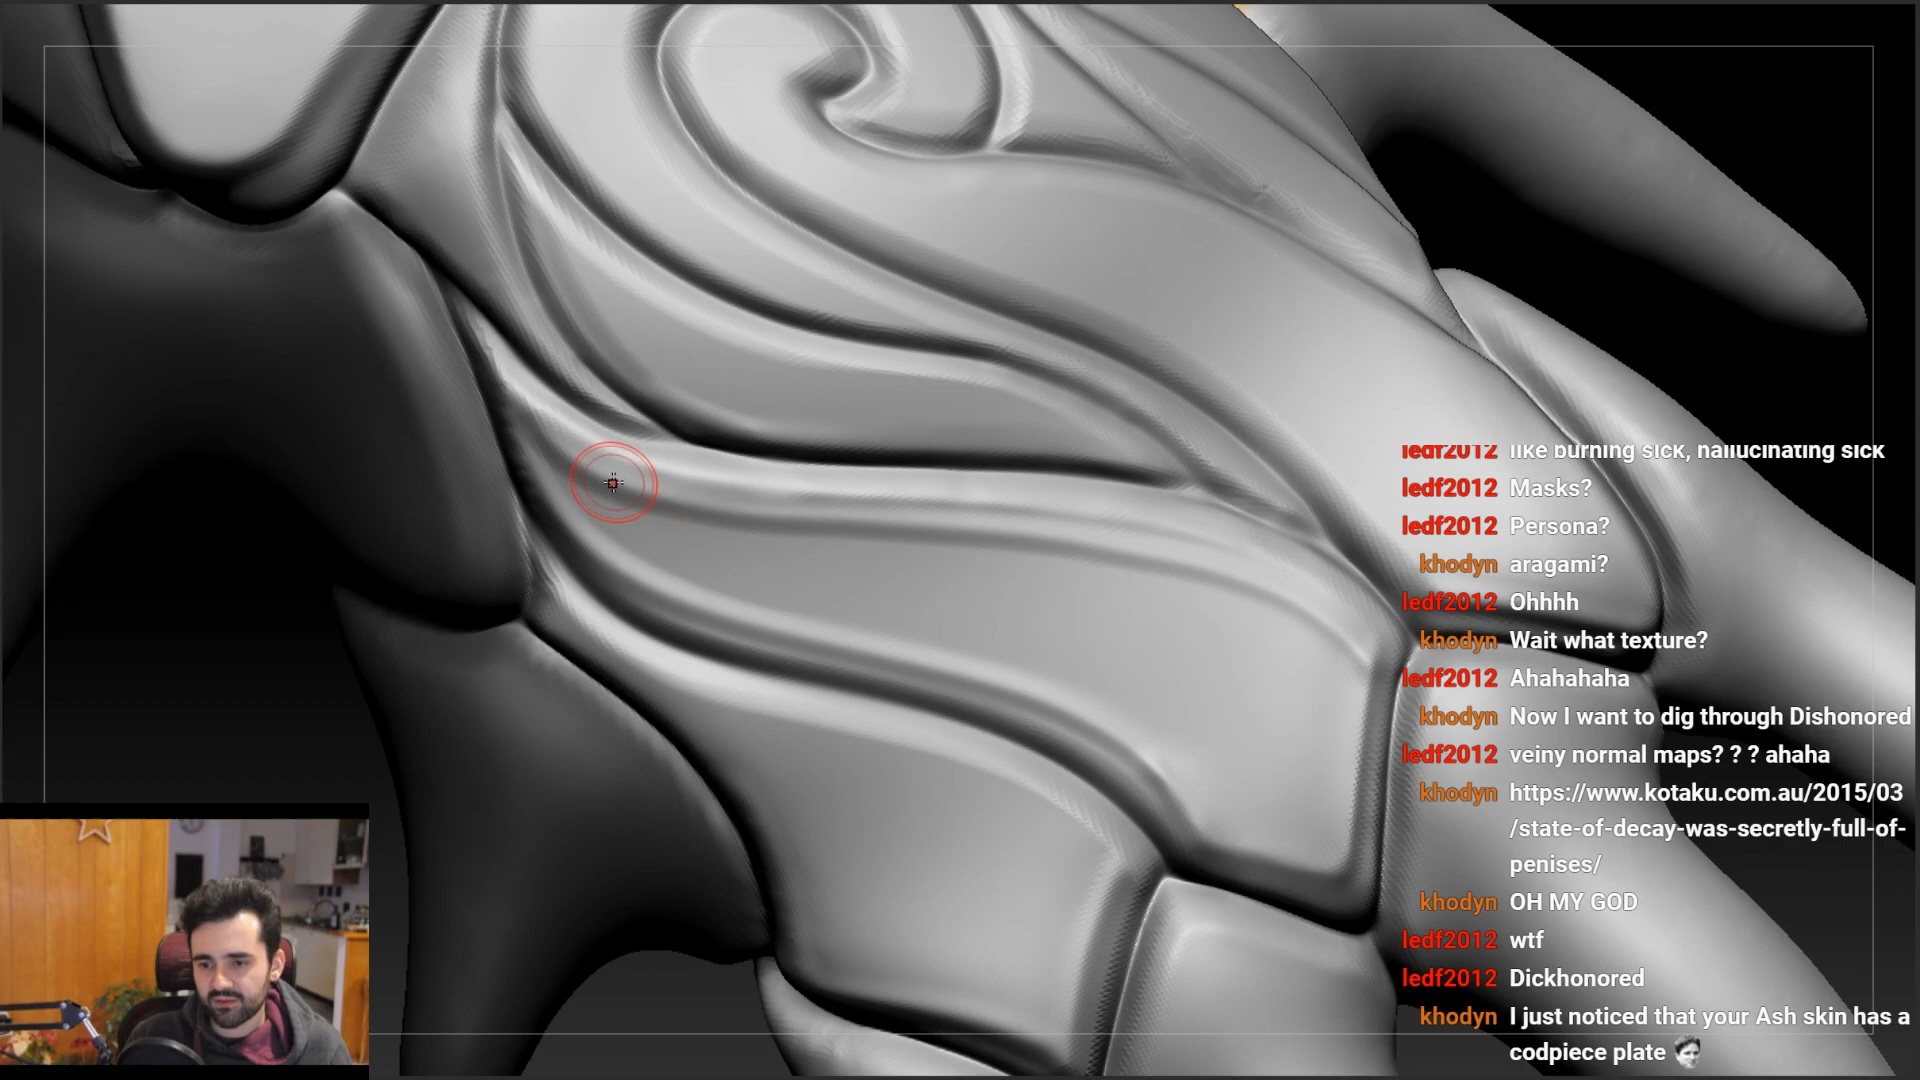 ledf2012 like burning sick, hallucinating sick
ledf2012 Masks?
ledf2012 Persona?
khodyn aragami?
ledf2012 Ohhhh
khodyn Wait what texture?
ledf2012 Ahahahaha
khodyn Now I want to dig through Dishonored
ledf2012 veiny normal maps? ? ? ahaha
khodyn https://www.kotaku.com.au/2015/03
/state-of-decay-was-secretly-full-of-
penises/
khodyn OH MY GOD
ledf2012 wtf
ledf2012 Dickhonored
khodyn I just noticed that your Ash skin has a
codpiece plate